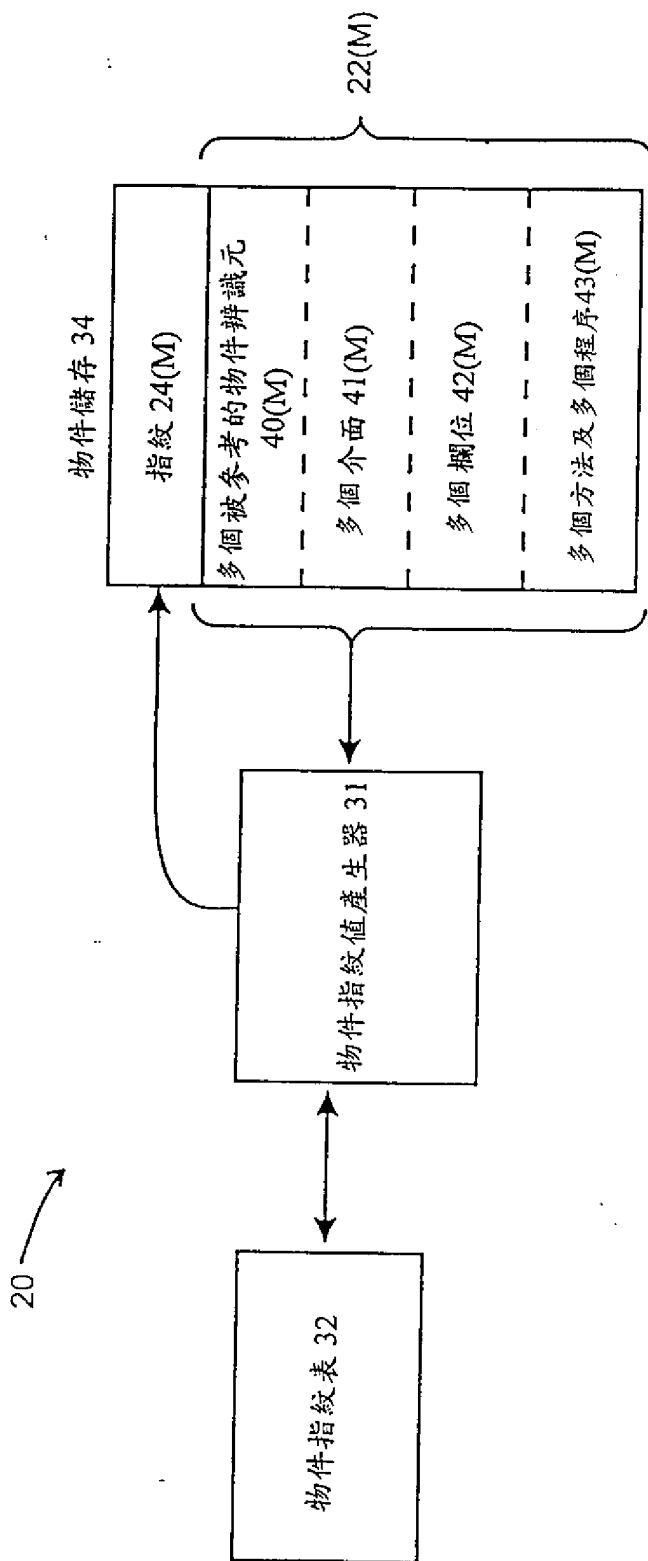 20
物件指紋表 32
物件指紋值產生器 31
物件儲存 34
指紋 24(M)
多個被參考的物件辨識元
40(M)
多個介面 41(M)
多個欄位 42(M)
多個方法及多個程序43(M)
22(M)